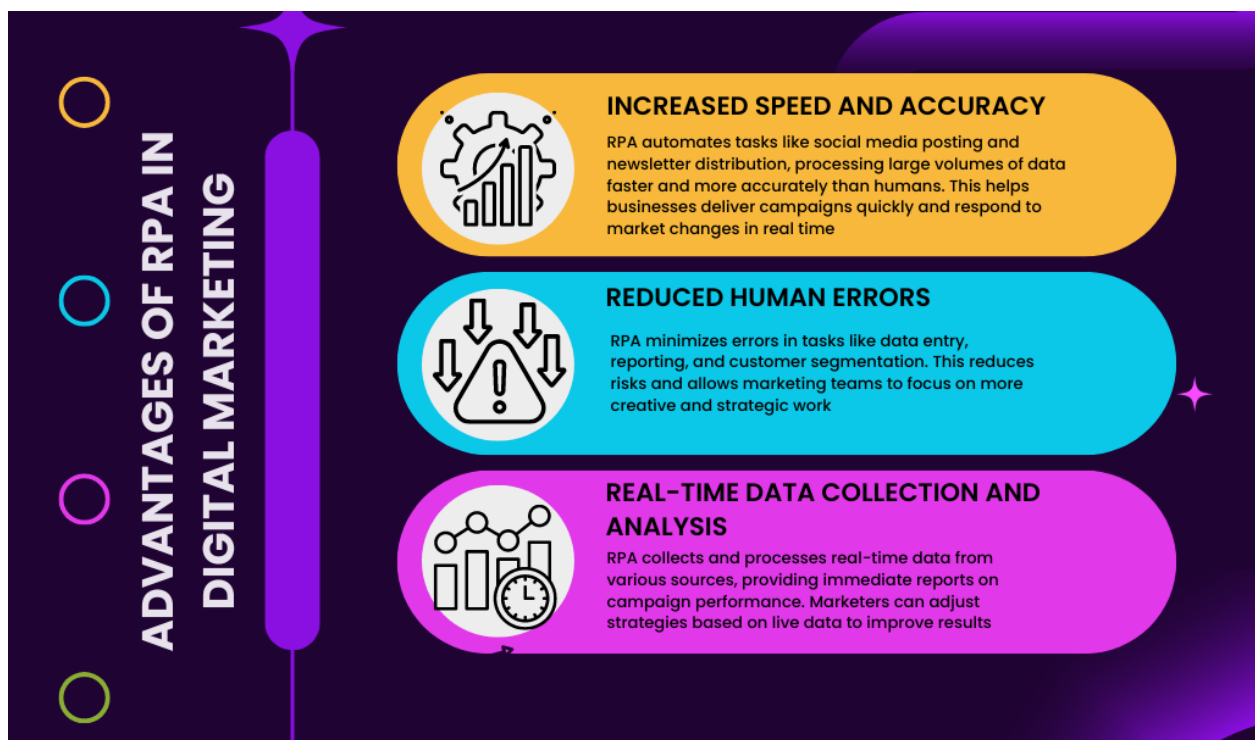 ADVANTAGES OF RPA IN
DIGITAL MARKETING
INCREASED SPEED AND ACCURACY
RPA automates tasks like social media posting and
newsletter distribution, processing large volumes of data
faster and more accurately than humans. This helps
businesses deliver campaigns quickly and respond to
market changes in real time
REDUCED HUMAN ERRORS
RPA minimizes errors in tasks like data entry,
reporting, and customer segmentation. This reduces
risks and allows marketing teams to focus on more
creative and strategic work
REAL-TIME DATA COLLECTION AND
ANALYSIS
RPA collects and processes real-time data from
various sources, providing immediate reports on
campaign performance. Marketers can adjust
strategies based on live data to improve results